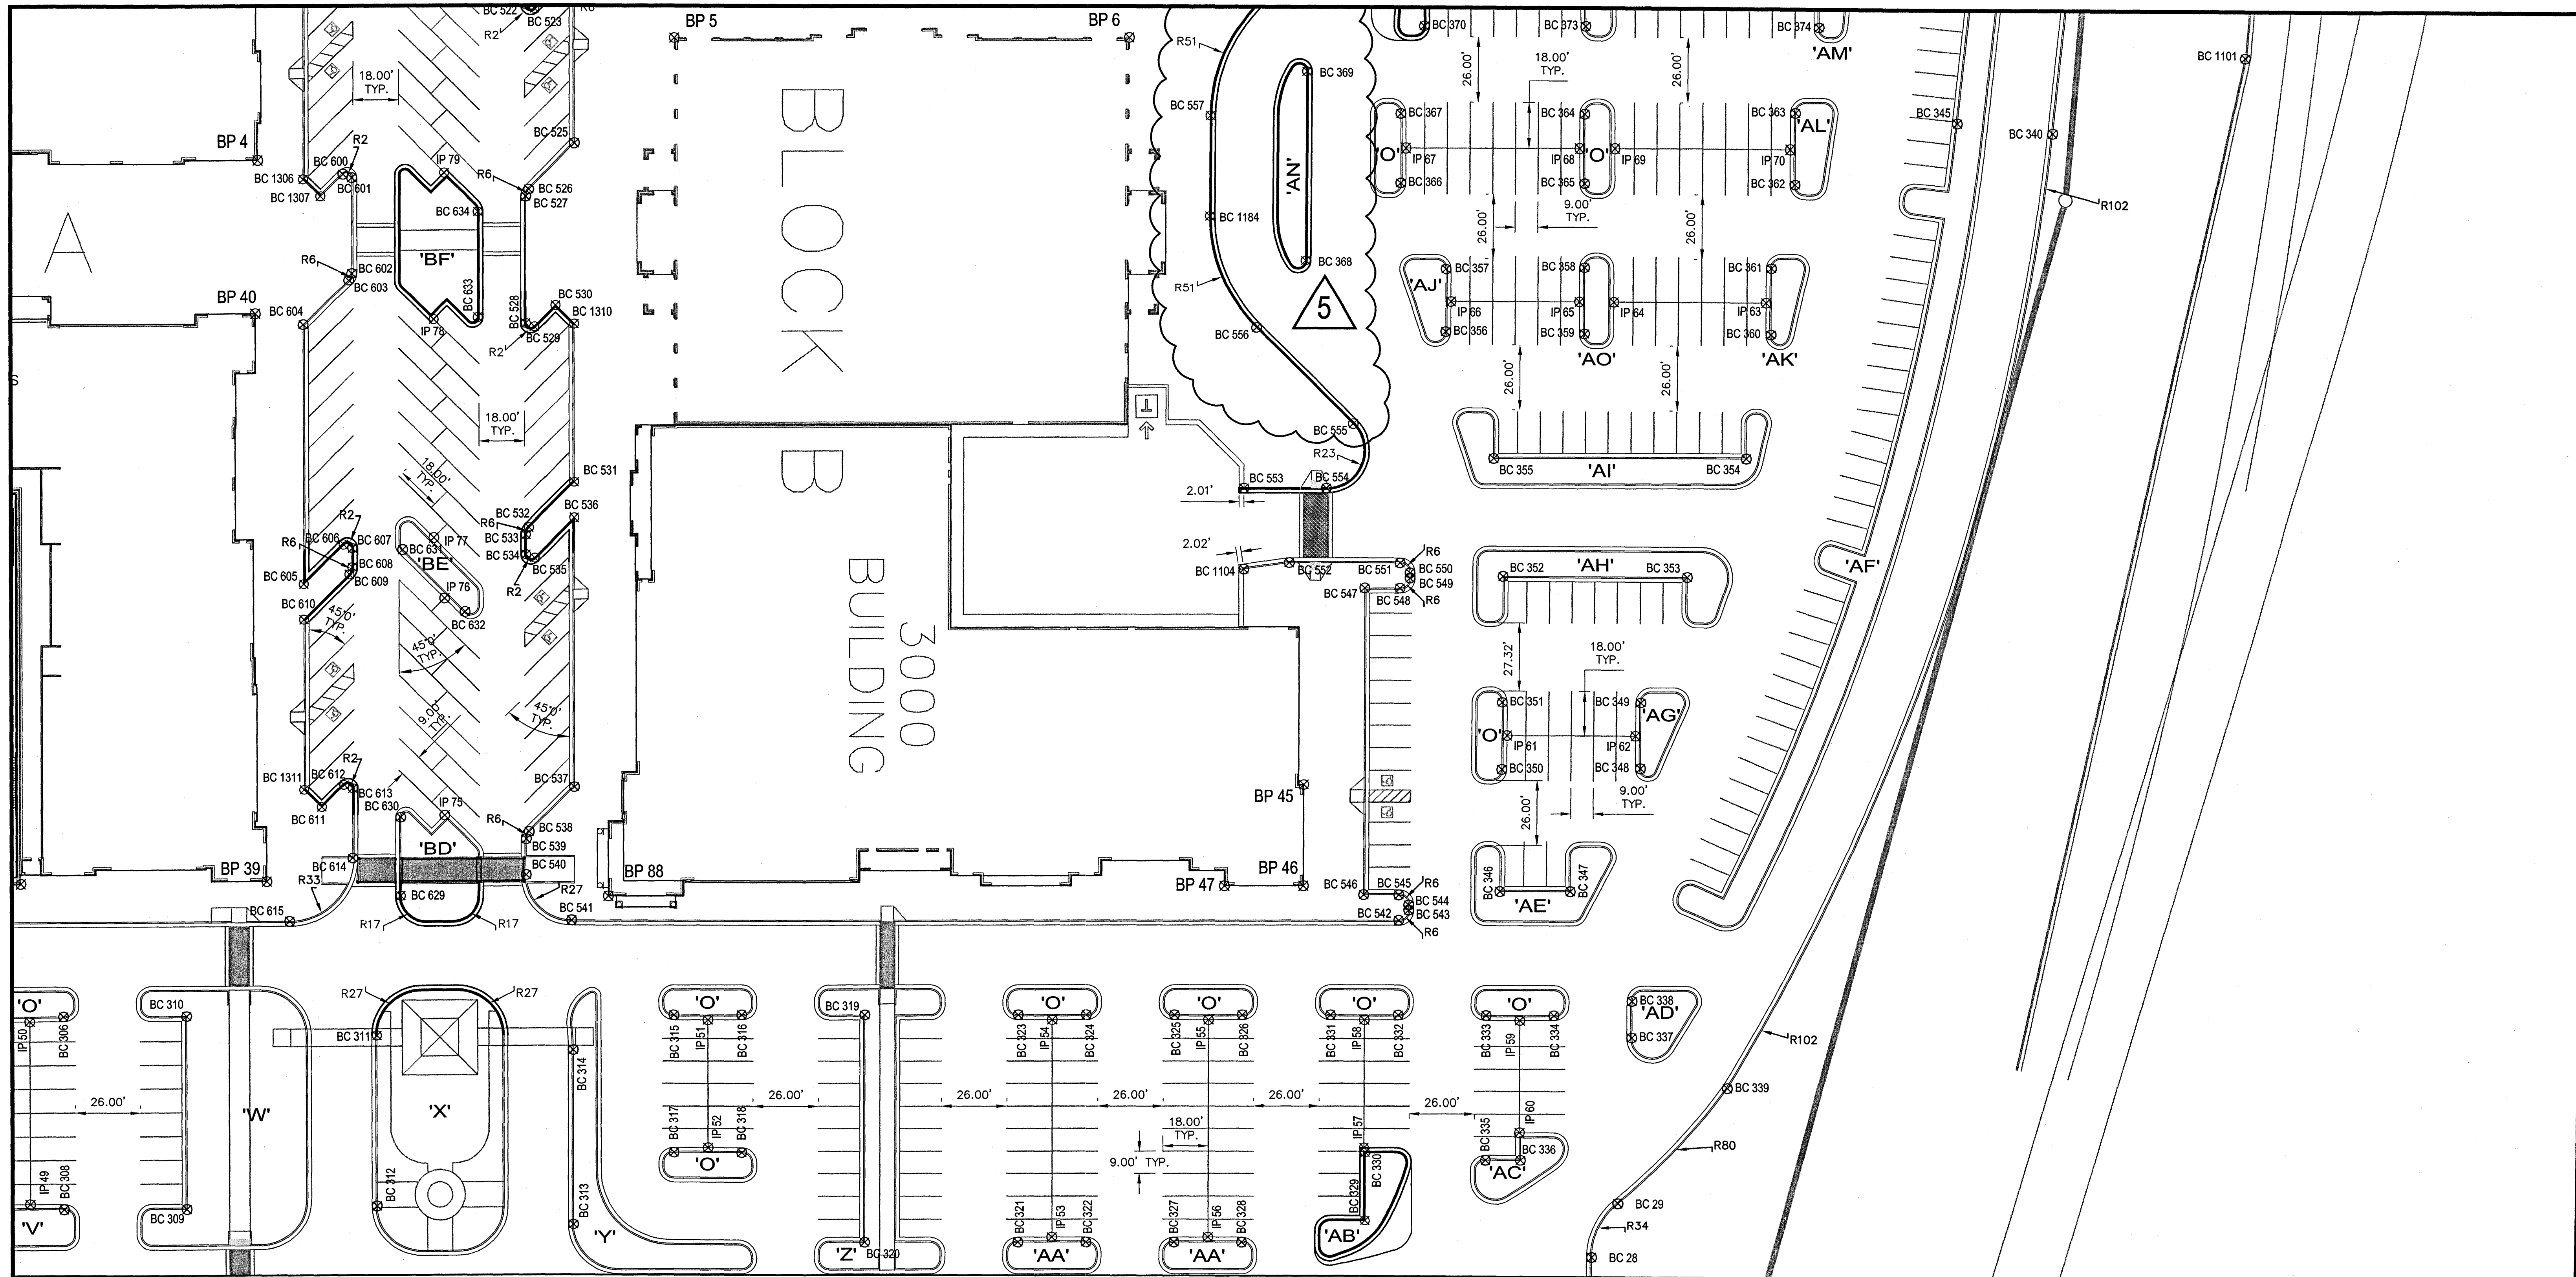 BC 522
BC 523
R2
R6
BP 5
BP 6
R51
BC 370
BC 373
BC 374
'AM'
BC 1101
18.00'
TYP.
26.00'
18.00'
TYP.
26.00'
BC 369
BC 557
BC 367
BC 364
BC 363
'AL'
BC 345
BC 340
BP 4
BC 525
BLOCK B
'AN'
'O'
IP 67
IP 68
'O'
IP 69
IP 70
BC 600
R2
IP 79
BC 1306
BC 601
BC 1307
R6
BC 526
BC 527
BC 366
BC 365
BC 362
R102
BC 634
BC 1184
9.00'
TYP.
26.00'
26.00'
A
'BF'
R6
BC 602
BC 603
BC 368
BC 357
BC 358
BC 361
R51
'AJ'
BP 40
BC 604
BC 633
IP 78
BC 528
BC 530
BC 1310
BC 529
R2
5
IP 66
IP 65
IP 64
IP 63
BC 556
BC 356
BC 359
BC 360
'AO'
'AK'
26.00'
26.00'
18.00'
TYP.
T
BC 555
R23
BC 355
'AI'
BC 354
18.00'
TYP.
BC 531
BC 553
BC 554
2.01'
BC 536
R2
BC 532
R6
BC 533
BC 534
BC 535
R2
R6
BC 606
BC 607
BC 608
BC 609
BC 605
BC 631
IP 77
'BE'
IP 76
BC 632
2.02'
BC 1104
BC 552
BC 551
R6
BC 550
BC 549
R6
BC 547
BC 548
BC 352
'AH'
BC 353
'AF'
BC 610
45'0'
TYP.
45'0'
TYP.
3000
BUILDING
27.32'
18.00'
TYP.
BC 351
BC 349
'AG'
'O'
IP 61
IP 62
BC 350
BC 348
9.00'
TYP.
45'0'
TYP.
9.00'
TYP.
26.00'
BC 1311
R2
BC 612
BC 613
BC 611
BC 630
IP 75
BC 537
R6
BC 538
BC 539
BC 540
BP 45
'BD'
BC 614
BP 39
R33
BC 615
BC 629
R17
R17
R27
BC 541
BP 88
BP 47
BP 46
BC 546
BC 545
R6
BC 544
BC 543
BC 542
R6
BC 346
BC 347
'AE'
'O'
BC 310
R27
R27
BC 319
'O'
'O'
'O'
'O'
'O'
BC 338
'AD'
BC 337
IP 50
BC 306
BC 311
BC 314
BC 315
IP 51
BC 316
BC 323
IP 54
BC 324
BC 325
IP 55
BC 326
BC 331
IP 58
BC 332
BC 333
IP 59
BC 334
R102
BC 339
26.00'
'W'
'X'
26.00'
26.00'
26.00'
26.00'
26.00'
BC 317
IP 52
BC 318
'O'
18.00'
TYP.
9.00' TYP.
IP 57
BC 330
BC 329
BC 335
IP 60
BC 336
'AC'
R80
IP 49
BC 308
BC 309
BC 312
BC 313
'V'
'Y'
'Z'
BC 320
BC 321
IP 53
BC 322
'AA'
BC 327
IP 56
BC 328
'AA'
'AB'
BC 29
R34
BC 28